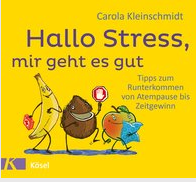 Carola Kleinschmidt
Hallo Stress,
mir geht es gut
Tipps zum
Runterkommen
von Atempause bis
Zeitgewinn
K Kösel